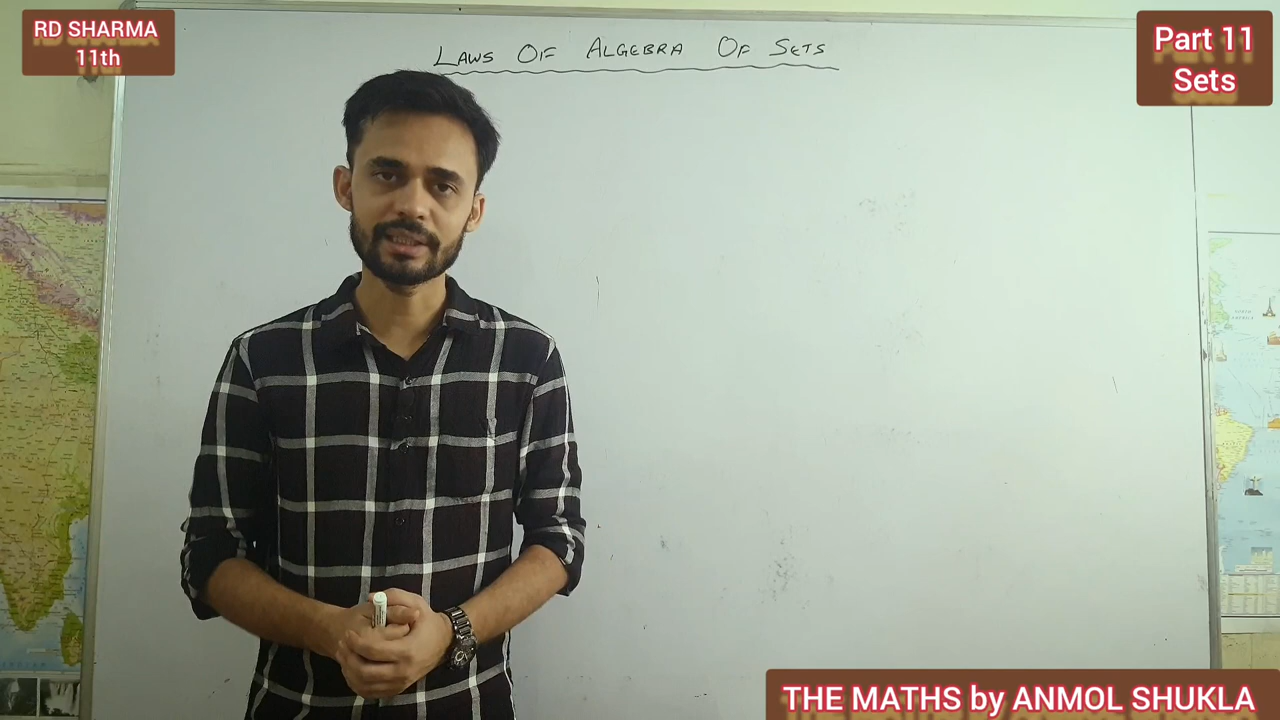 RD SHARMA
11th
LAWS OF ALGEBRA OF SETS
Part 11
Sets
THE MATHS by ANMOL SHUKLA